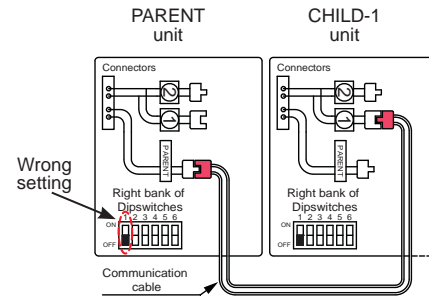 PARENT
unit
CHILD-1
unit
Connectors
Connectors
2
2
1
1
PARENT
PARENT
Wrong
setting
Right bank of
Dipswitches
Right bank of
Dipswitches
1 2 3 4 5 6
1 2 3 4 5 6
ON
ON
OFF
OFF
Communication
cable